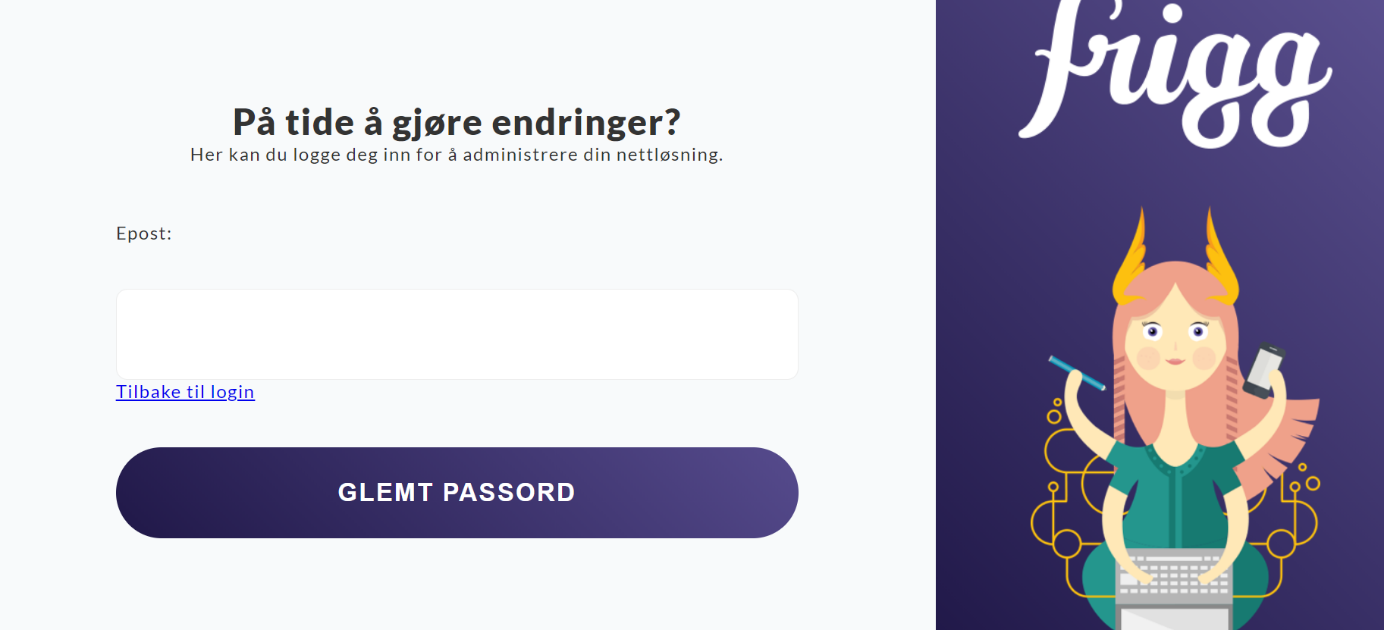 På tide å gjøre endringer?
Her kan du logge deg inn for å administrere din nettløsning.
Epost:
Tilbake til login
GLEMT PASSORD
frigg